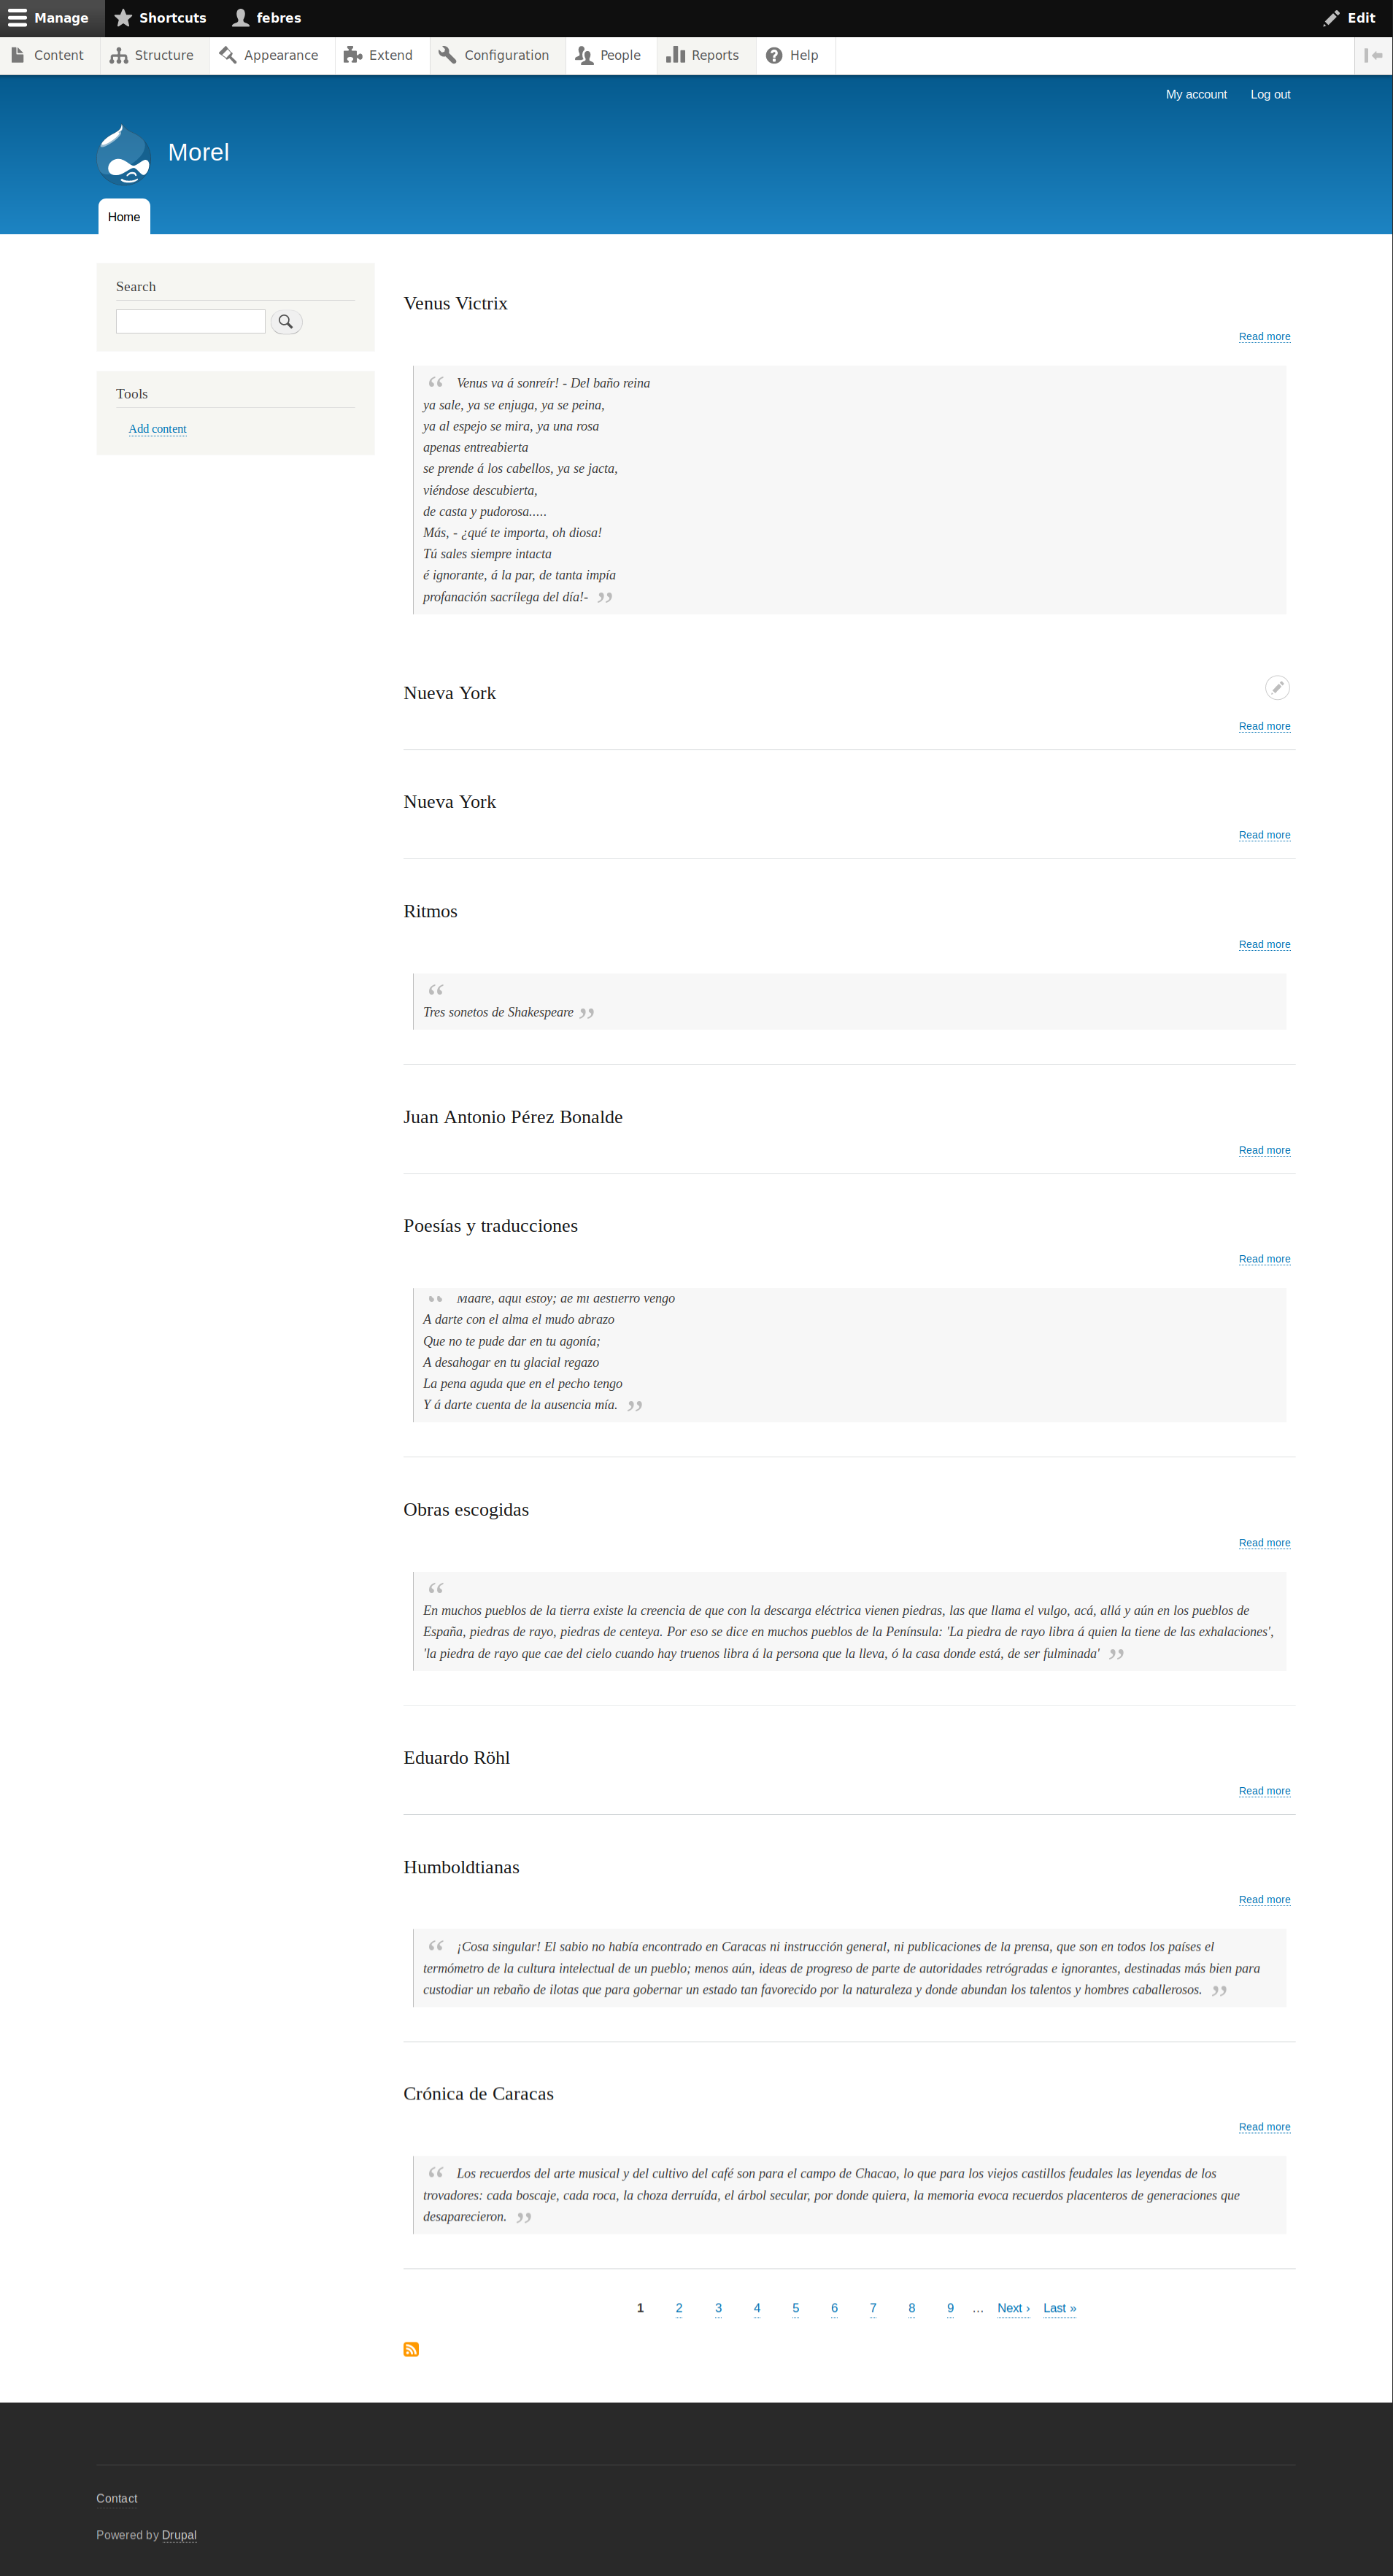 Manage Shortcuts febres Edit
Content Structure Appearance Extend Configuration People Reports Help
My account Log out
Morel
Home
Search
Tools
Add content
Venus Victrix
Read more
“ Venus va á sonreír! - Del baño reina
ya sale, ya se enjuga, ya se peina,
ya al espejo se mira, ya una rosa
apenas entreabierta
se prende á los cabellos, ya se jacta,
viéndose descubierta,
de casta y pudorosa.....
Más, - ¿qué te importa, oh diosa!
Tú sales siempre intacta
é ignorante, á la par, de tanta impía
profanación sacrílega del día!- ”
Nueva York
Read more
Nueva York
Read more
Ritmos
Read more
“
Tres sonetos de Shakespeare ”
Juan Antonio Pérez Bonalde
Read more
Poesías y traducciones
Read more
“ Madre, aquí estoy; de mi destierro vengo
A darte con el alma el mudo abrazo
Que no te pude dar en tu agonía;
A desahogar en tu glacial regazo
La pena aguda que en el pecho tengo
Y á darte cuenta de la ausencia mía. ”
Obras escogidas
Read more
“
En muchos pueblos de la tierra existe la creencia de que con la descarga eléctrica vienen piedras, las que llama el vulgo, acá, allá y aún en los pueblos de
España, piedras de rayo, piedras de centeya. Por eso se dice en muchos pueblos de la Península: 'La piedra de rayo libra á quien la tiene de las exhalaciones',
'la piedra de rayo que cae del cielo cuando hay truenos libra á la persona que la lleva, ó la casa donde está, de ser fulminada' ”
Eduardo Röhl
Read more
Humboldtianas
Read more
“ ¡Cosa singular! El sabio no había encontrado en Caracas ni instrucción general, ni publicaciones de la prensa, que son en todos los países el
termómetro de la cultura intelectual de un pueblo; menos aún, ideas de progreso de parte de autoridades retrógradas e ignorantes, destinadas más bien para
custodiar un rebaño de ilotas que para gobernar un estado tan favorecido por la naturaleza y donde abundan los talentos y hombres caballerosos. ”
Crónica de Caracas
Read more
“ Los recuerdos del arte musical y del cultivo del café son para el campo de Chacao, lo que para los viejos castillos feudales las leyendas de los
trovadores: cada boscaje, cada roca, la choza derruída, el árbol secular, por donde quiera, la memoria evoca recuerdos placenteros de generaciones que
desaparecieron. ”
1 2 3 4 5 6 7 8 9 … Next › Last »
Contact
Powered by Drupal